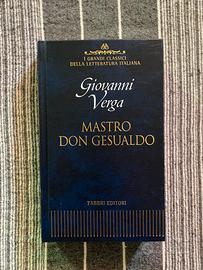 I GRANDI CLASSICI
DELLA LETTERATURA ITALIANA
Giovanni
Verga
MASTRO
DON GESUALDO
FABBRI EDITORI